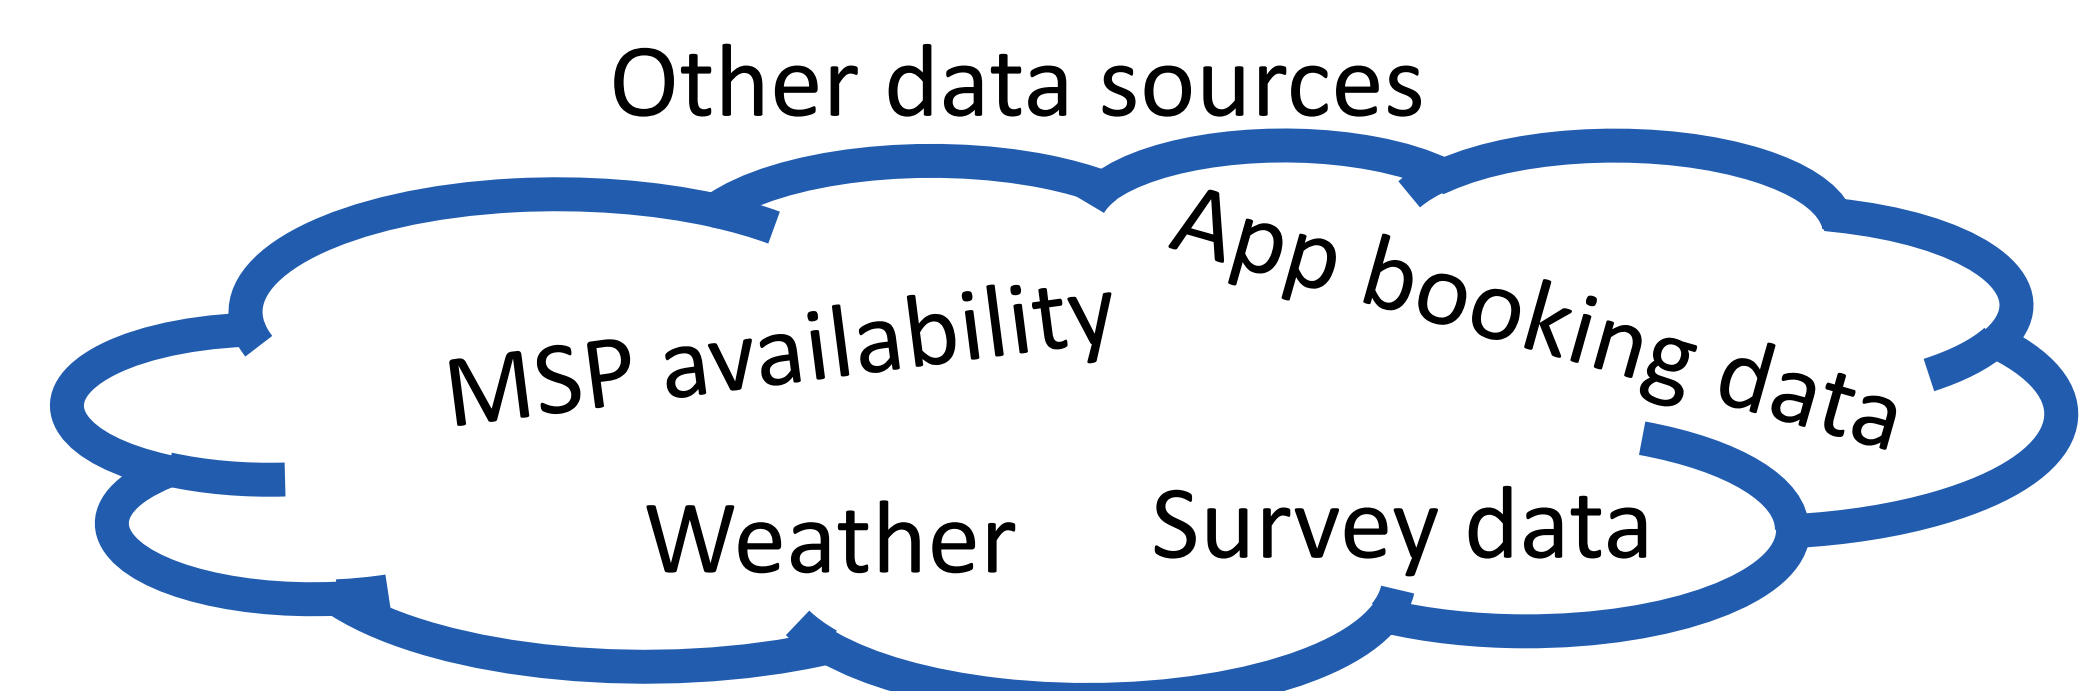 Other data sources
App booking data
MSP availability
Weather
Survey data